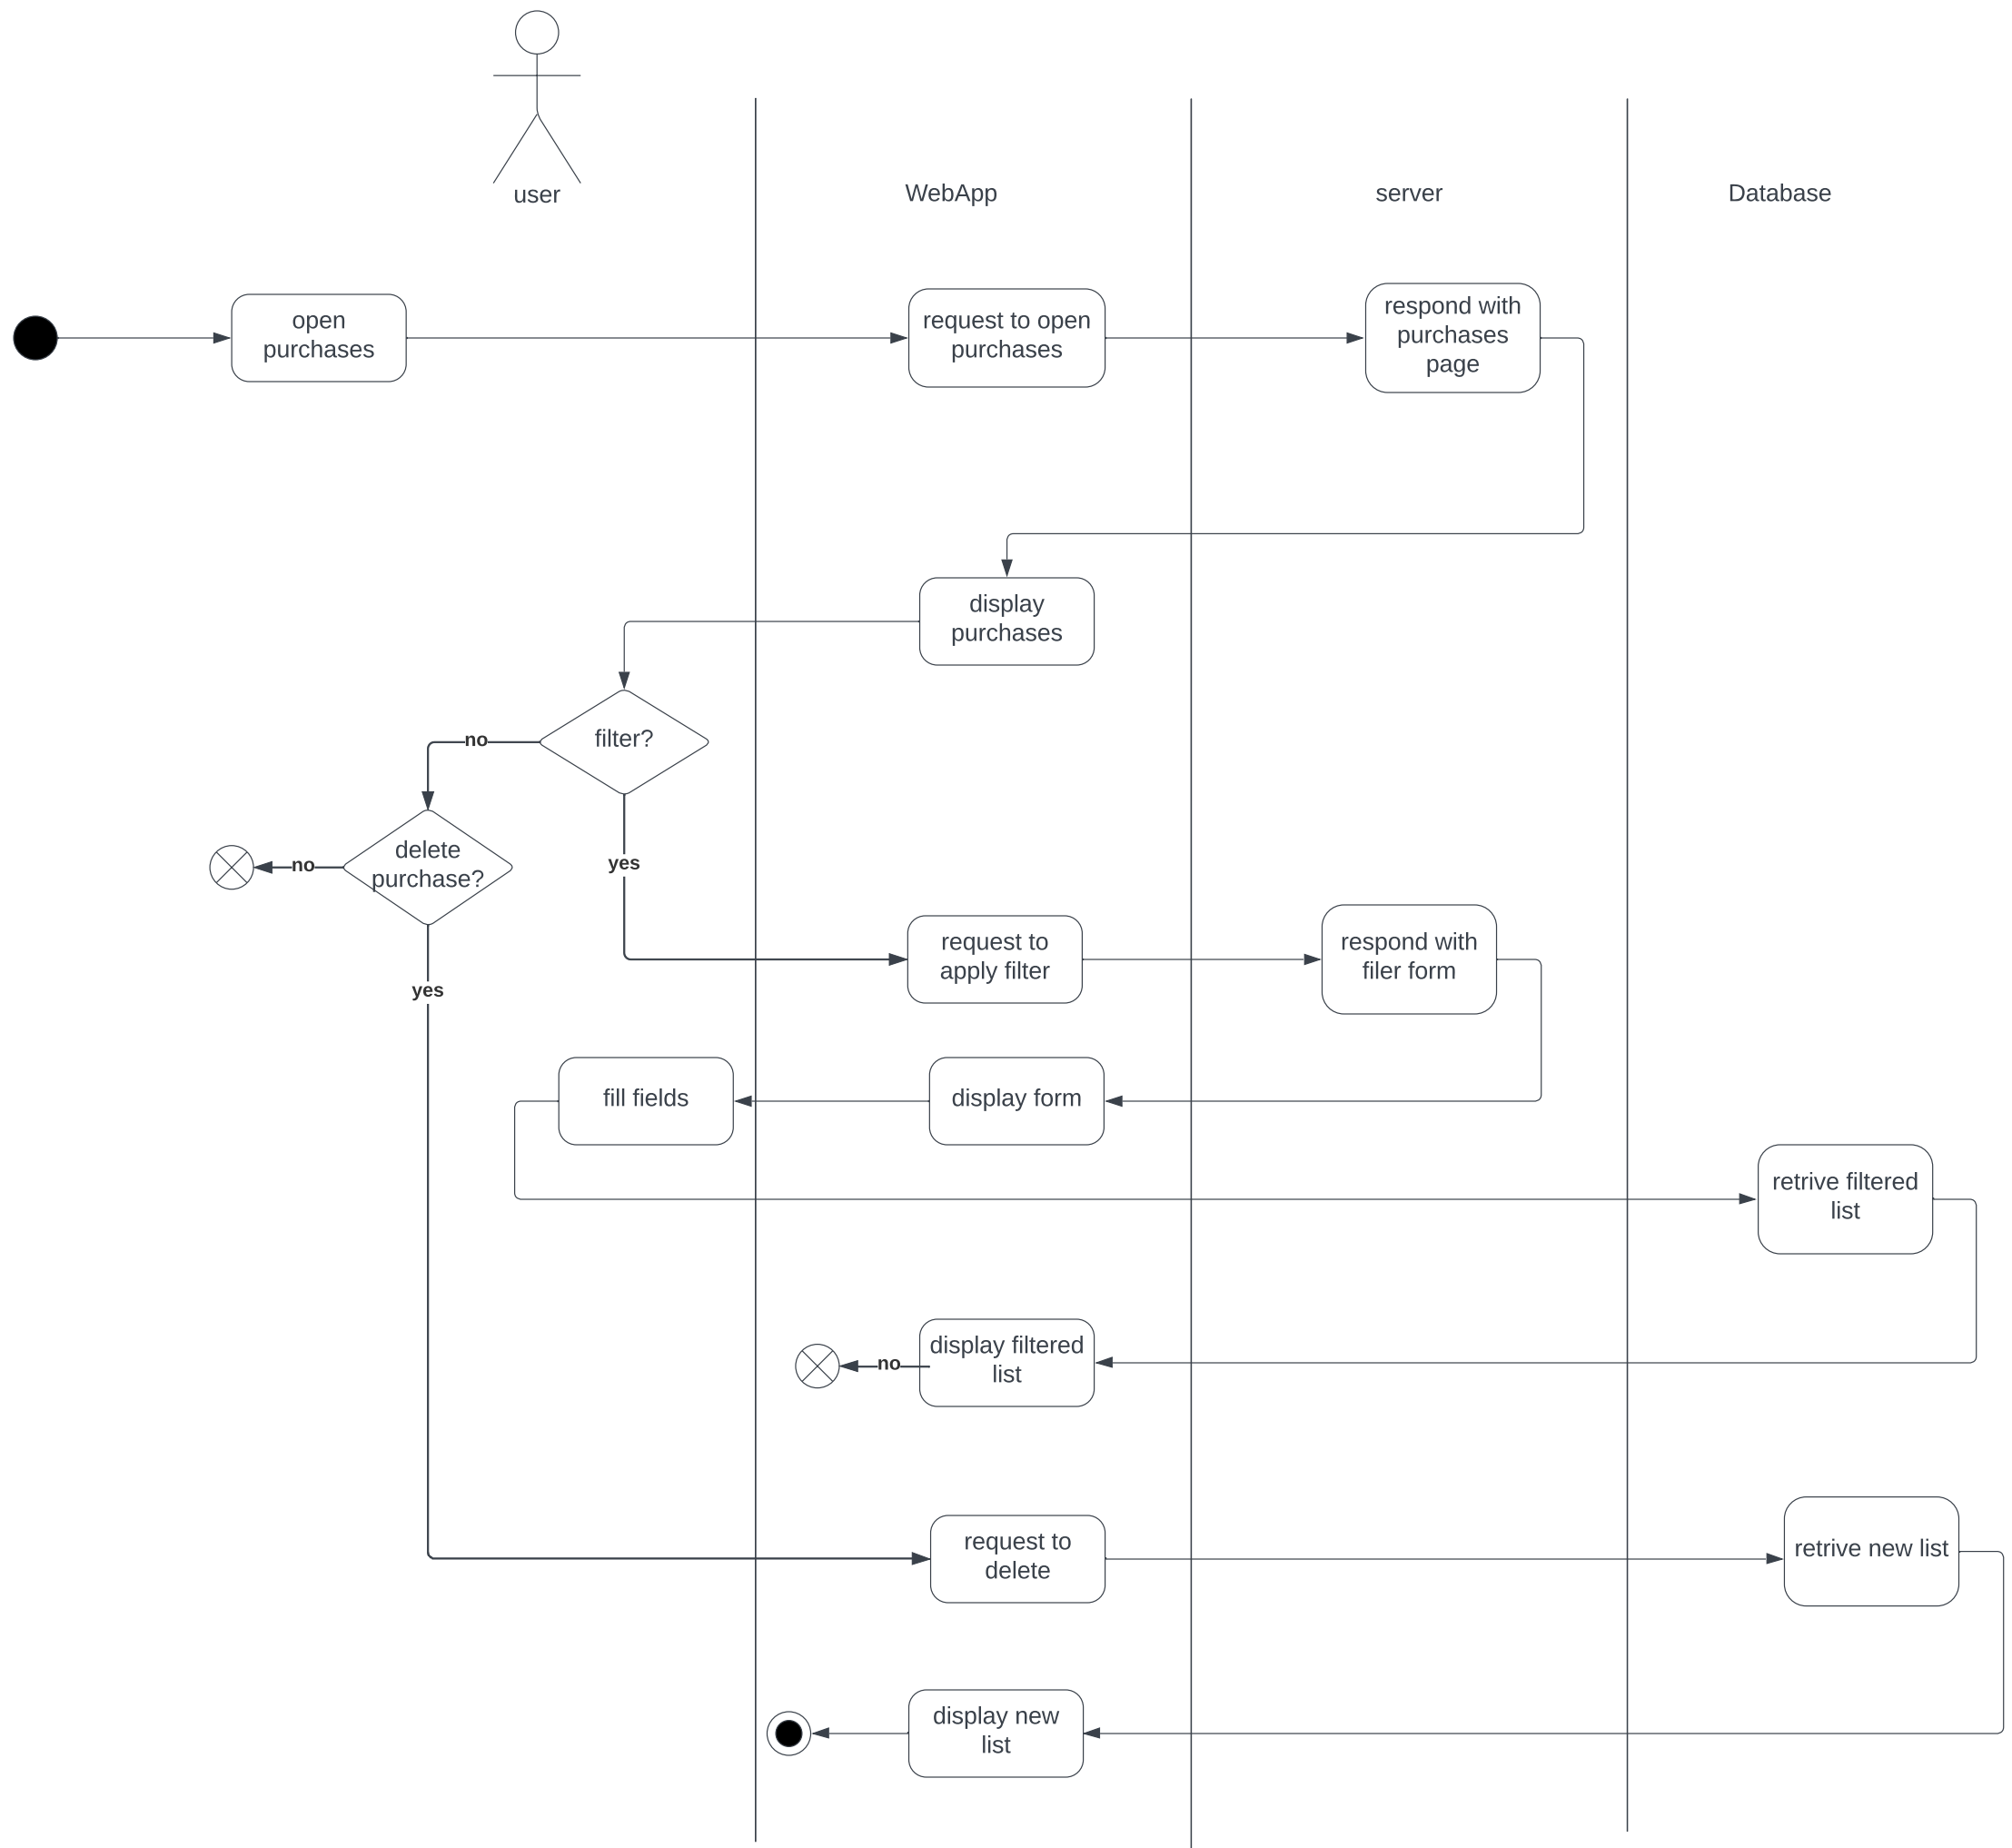 user
WebApp
server
Database
open
purchases
request to open
purchases
respond with
purchases
page
display
purchases
filter?
no
delete
purchase?
no
yes
request to
apply filter
respond with
filer form
yes
fill fields
display form
retrive filtered
list
display filtered
list
no
request to
delete
retrive new list
display new
list